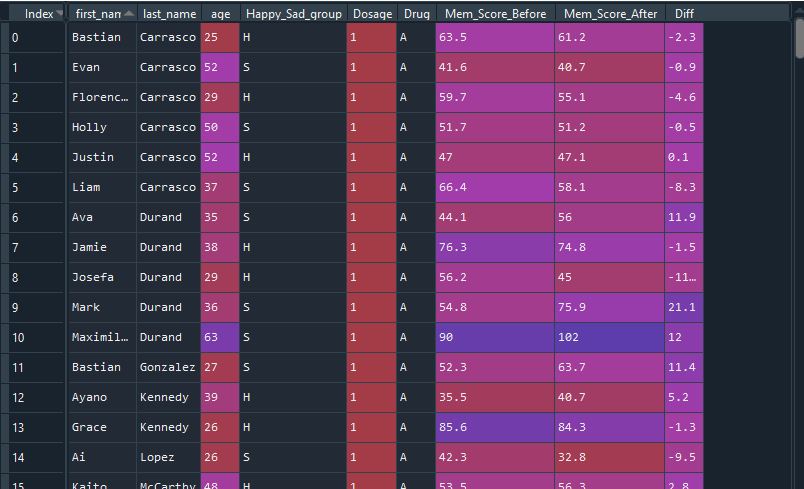 Index first_nan last_name age Happy_Sad_group Dosage Drug Mem_Score_Before Mem_Score_After Diff
0 Bastian Carrasco 25 H 1 A 63.5 61.2 -2.3
1 Evan Carrasco 52 S 1 A 41.6 40.7 -0.9
2 Florenc… Carrasco 29 H 1 A 59.7 55.1 -4.6
3 Holly Carrasco 50 S 1 A 51.7 51.2 -0.5
4 Justin Carrasco 52 H 1 A 47 47.1 0.1
5 Liam Carrasco 37 S 1 A 66.4 58.1 -8.3
6 Ava Durand 35 S 1 A 44.1 56 11.9
7 Jamie Durand 38 H 1 A 76.3 74.8 -1.5
8 Josefa Durand 29 H 1 A 56.2 45 -11…
9 Mark Durand 36 S 1 A 54.8 75.9 21.1
10 Maximil… Durand 63 S 1 A 90 102 12
11 Bastian Gonzalez 27 S 1 A 52.3 63.7 11.4
12 Ayano Kennedy 39 H 1 A 35.5 40.7 5.2
13 Grace Kennedy 26 H 1 A 85.6 84.3 -1.3
14 Ai Lopez 26 S 1 A 42.3 32.8 -9.5
15 Kaito McCarthy 48 H 1 A 53.5 56.3 2.8